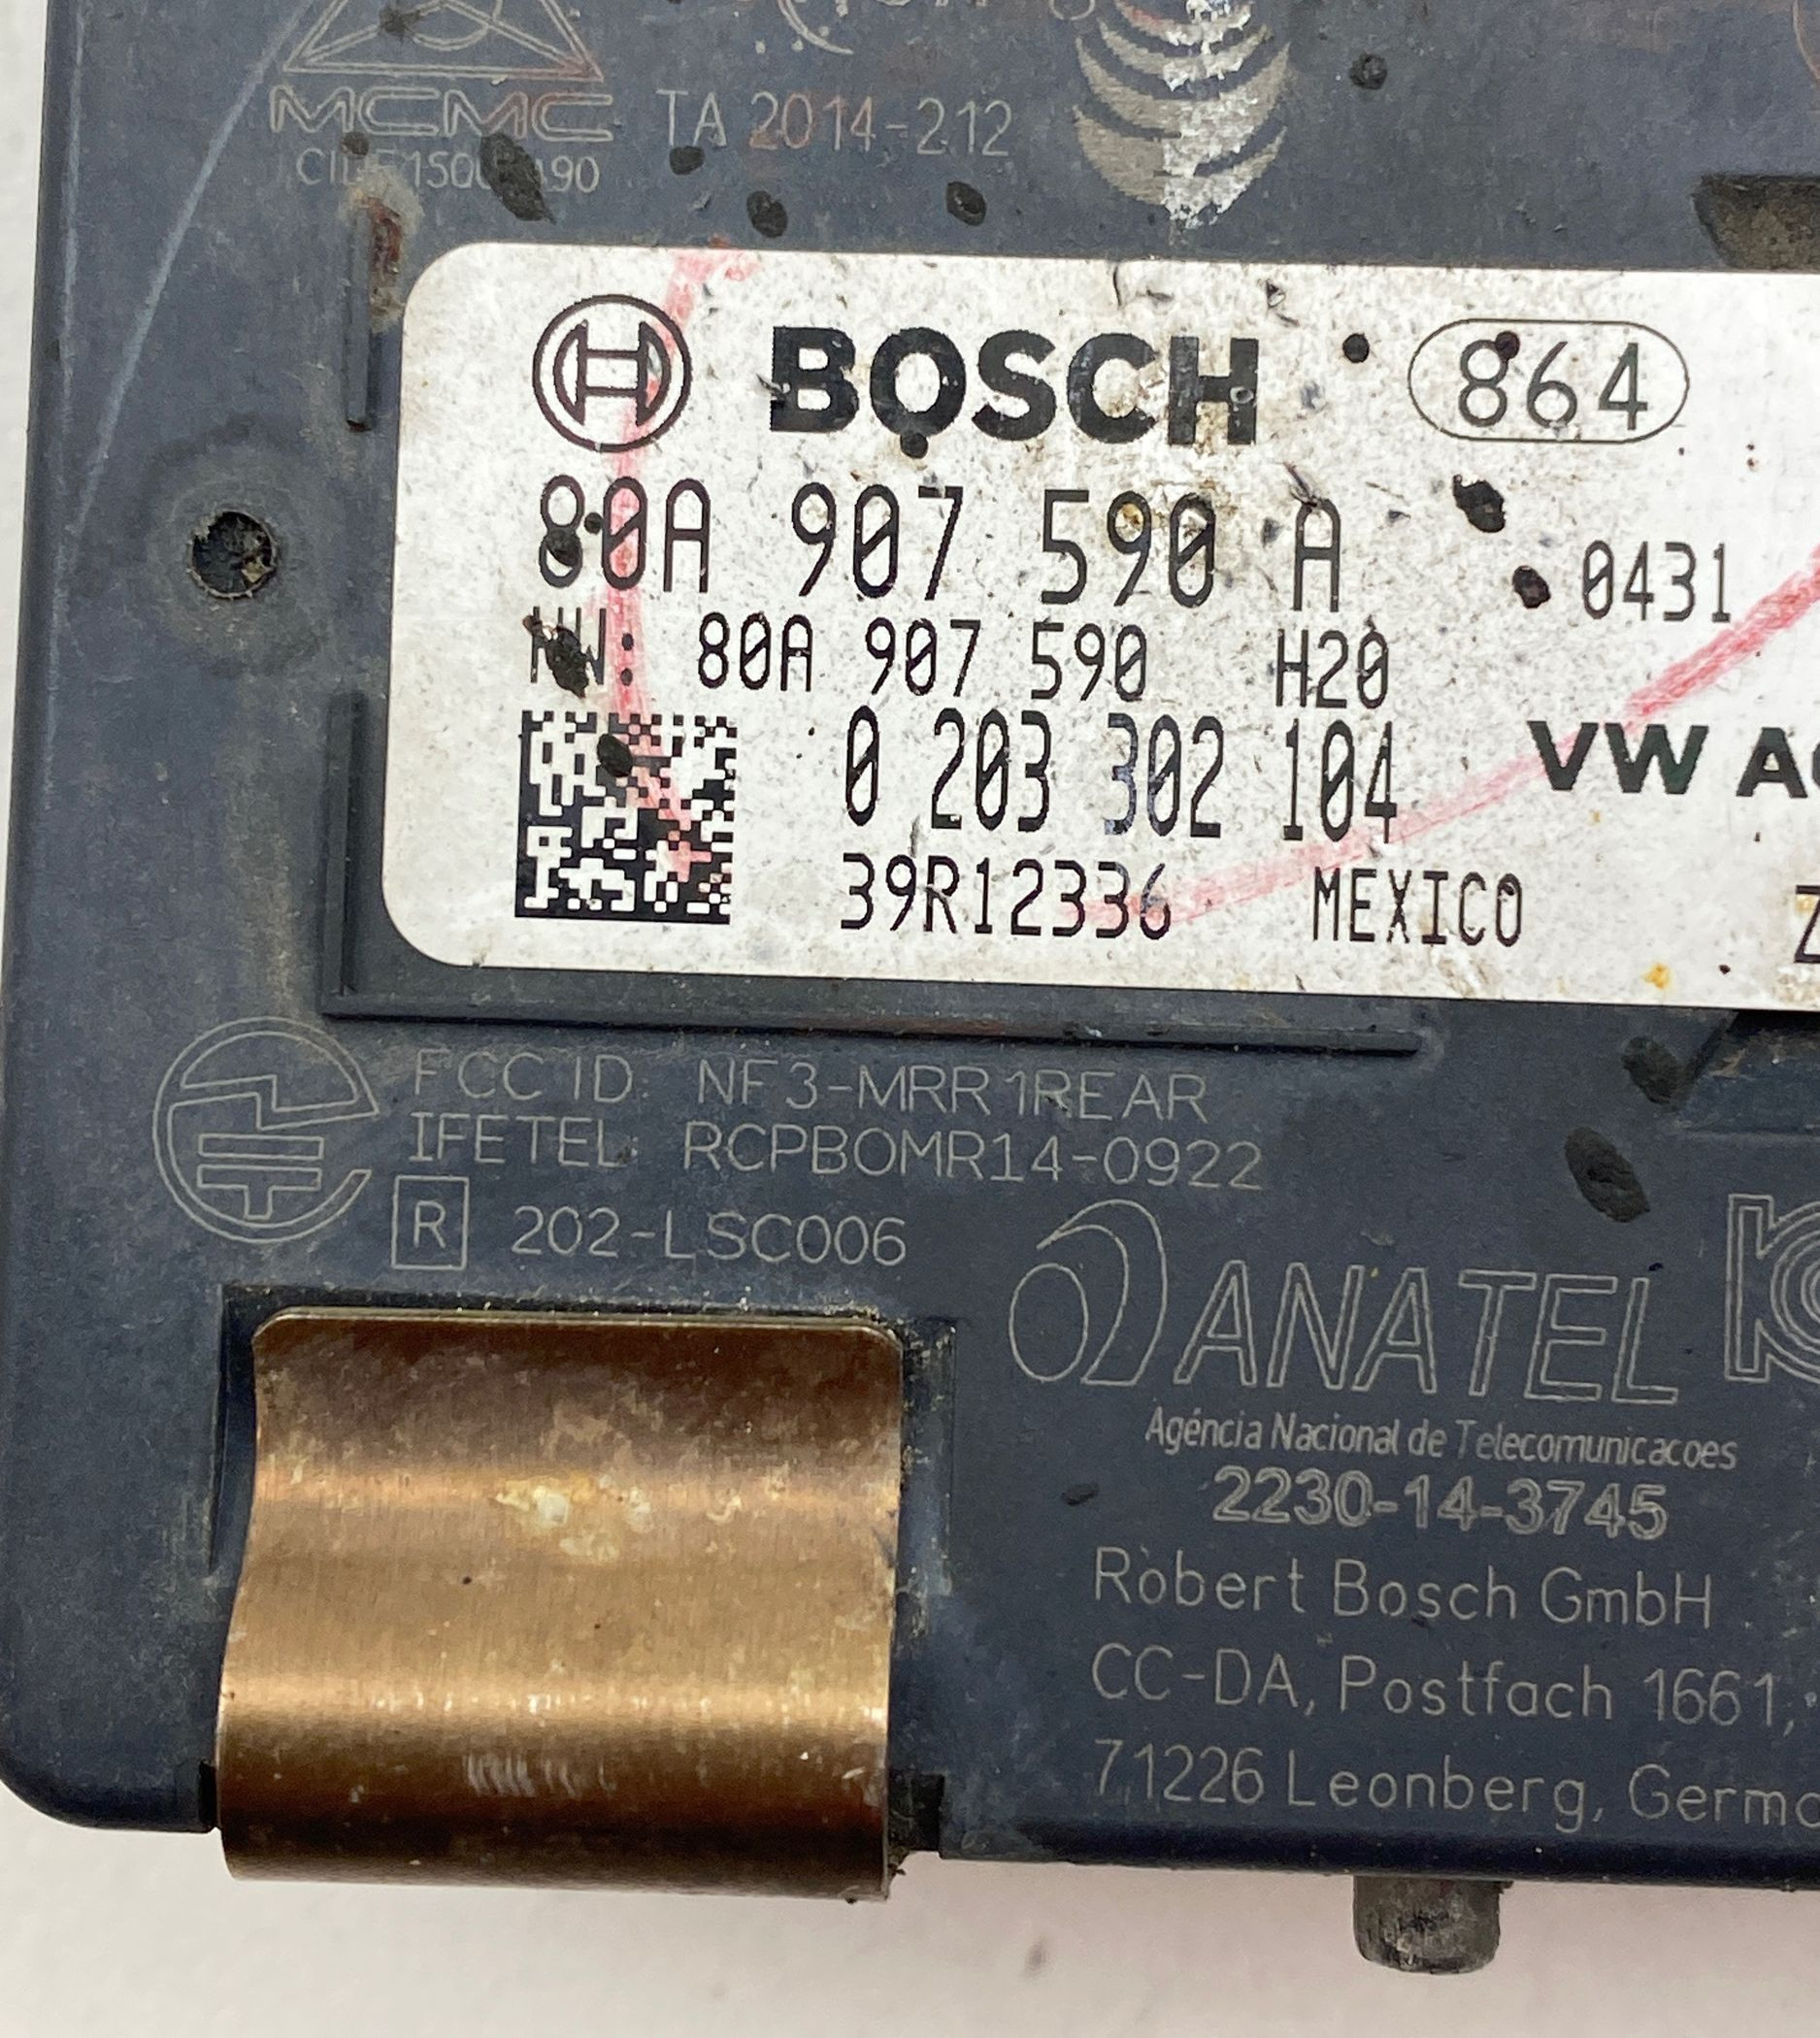 MCMC TA 2014-212
BOSCH 864
80A 907 590 A 0431
HW: 80A 907 590 H20
0 203 302 104 VW
39R12336 MEXICO
FCC ID: NF3-MRR1REAR
IFETEL: RCPBOMR14-0922
R 202-LSC006
ANATEL
Agéncia Nacional de Telecomunicacoes
2230-14-3745
Robert Bosch GmbH
CC-DA, Postfach 1661,
71226 Leonberg,